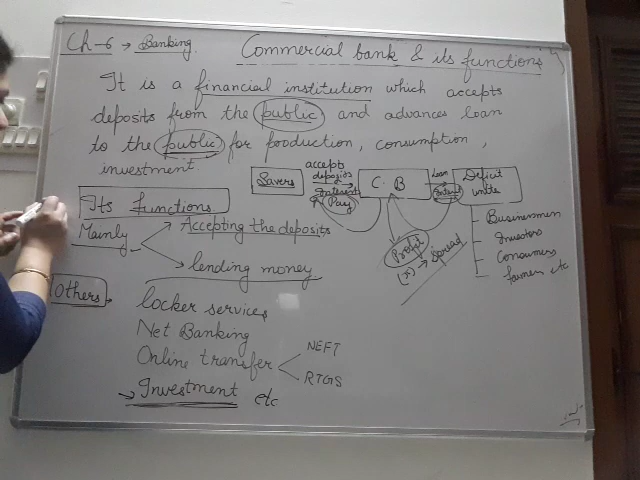 Ch-6 → Banking.
Commercial bank & its functions
It is a financial institution which accepts
deposits from the public and advances loan
to the public for production, consumption,
investment
Savers
accepts
deposits
Interest
Pay
C.B
Loan
Interest
Deficit
units
Profit
(x) → Spread
Businessmen
Investors
Consumers
farmers etc
Its functions
Mainly
→ Accepting the deposits
→ lending money
Others
locker services
Net Banking
Online transfer
NEFT
RTGS
→ Investment etc